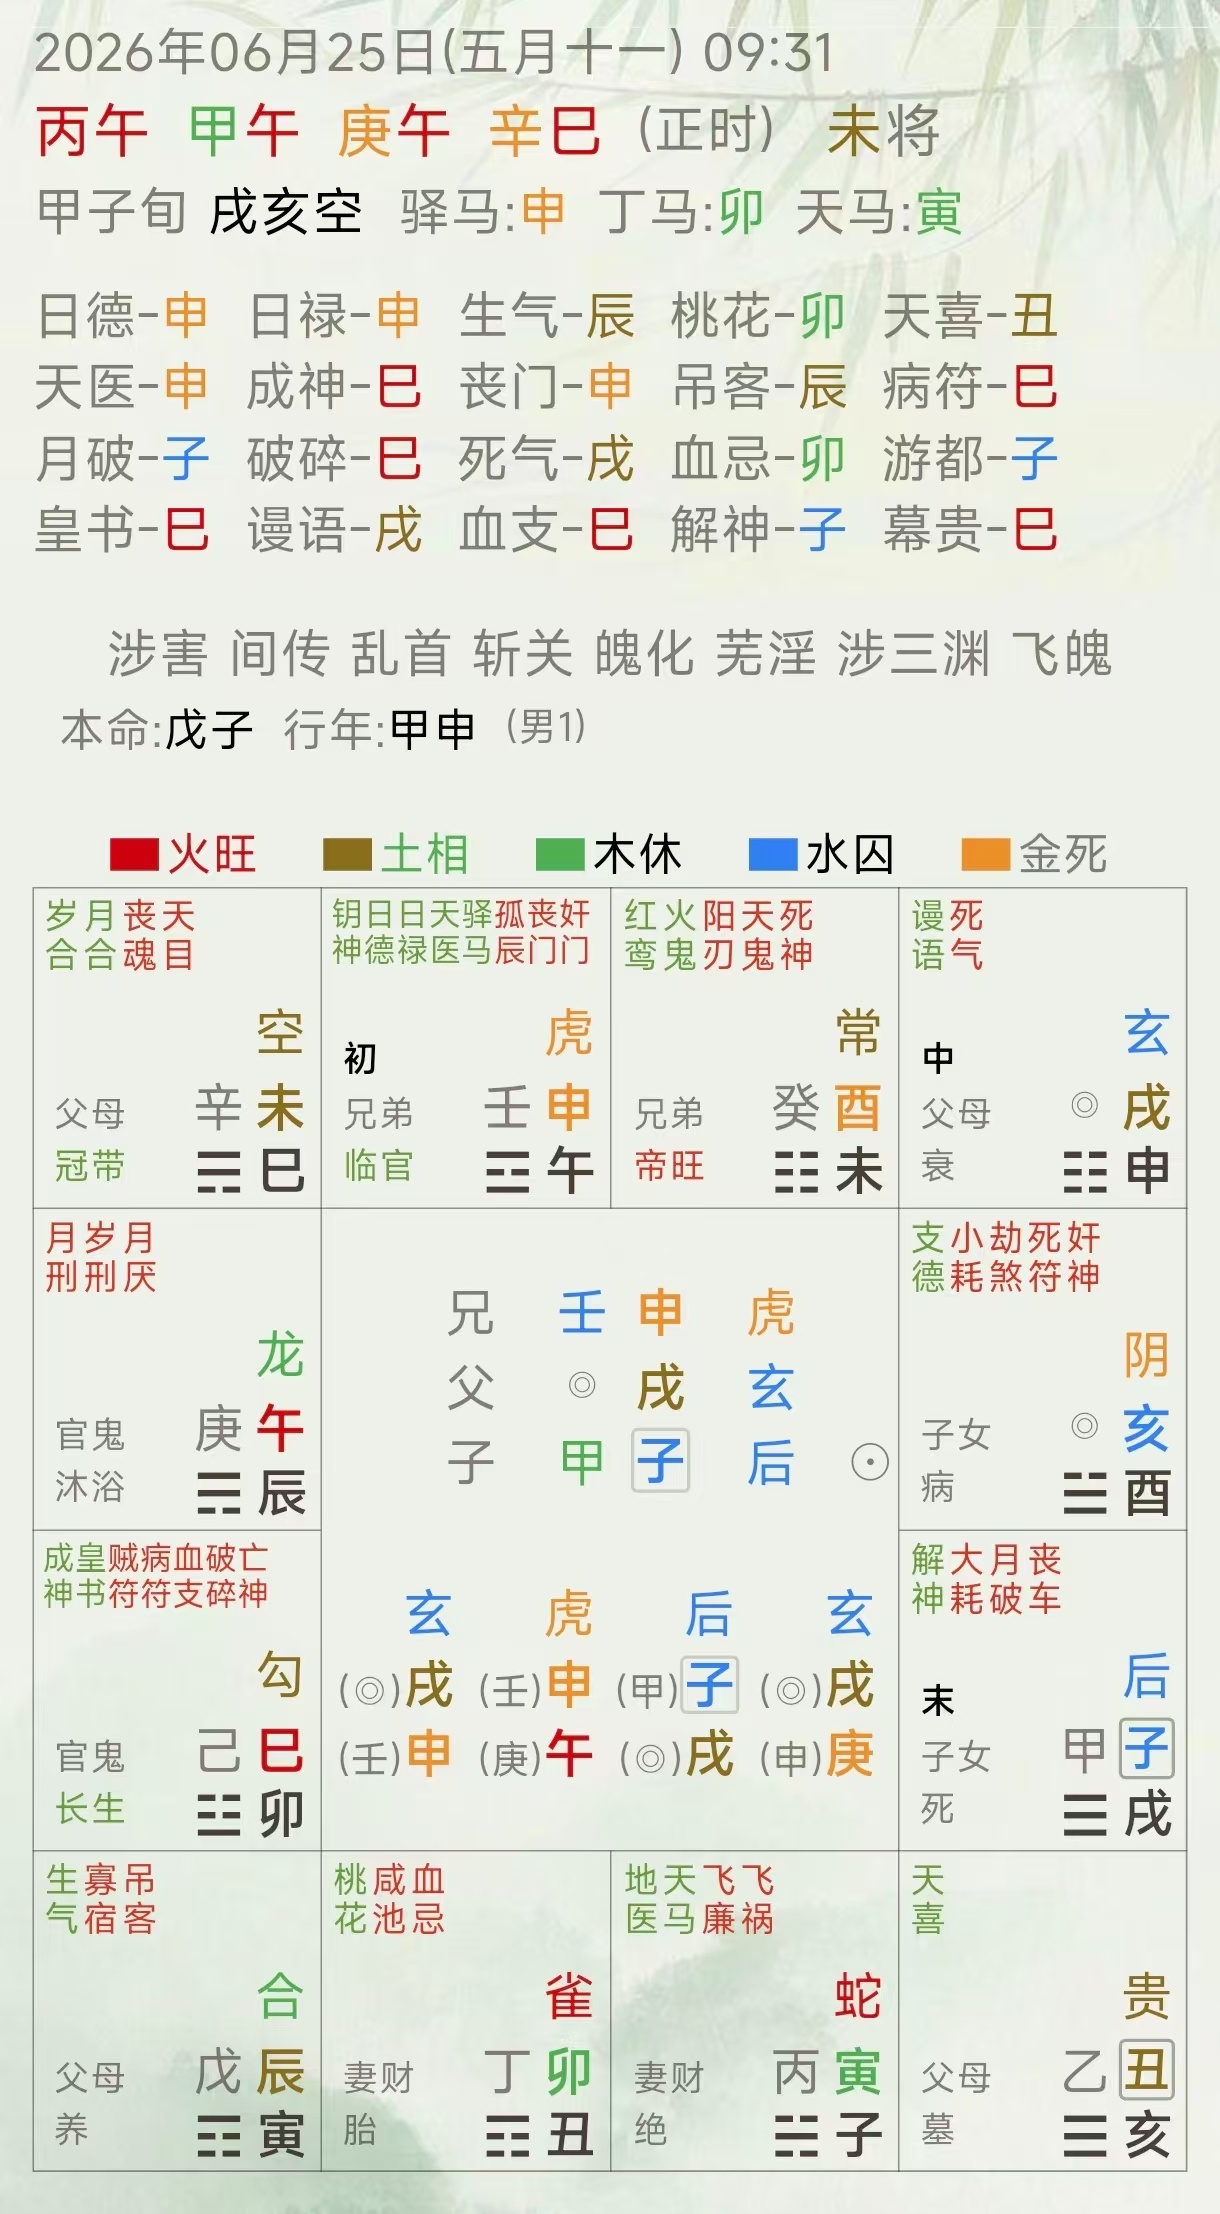 2026年06月25日(五月十一) 09:31
丙午 甲午 庚午 辛巳 (正时) 未将
甲子旬 戌亥空 驿马:申 丁马:卯 天马:寅
日德-申 日禄-申 生气-辰 桃花-卯 天喜-丑
天医-申 成神-巳 丧门-申 吊客-辰 病符-巳
月破-子 破碎-巳 死气-戌 血忌-卯 游都-子
皇书-巳 谩语-戌 血支-巳 解神-子 幕贵-巳
涉害 间传 乱首 斩关 魄化 芜淫 涉三渊 飞魄
本命:戊子 行年:甲申 (男1)
火旺 土相 木休 水囚 金死
岁月丧天 钥日日天驿孤丧奸 红火阳天死 谩死
合合魂目 神德禄医马辰门门 鸾鬼刃鬼神 语气
空 虎 常 玄
初 中
父母 辛未 兄弟 壬申 兄弟 癸酉 父母 ◎戌
冠带 ☴巳 临官 ☲午 帝旺 ☷未 衰 ☷申
月岁月 支小劫死奸
刑刑厌 德耗煞符神
兄 壬 申 虎
龙 阴
父 ◎ 戌 玄
官鬼 庚午 子女 ◎亥
子 甲 子 后 ⊙
沐浴 ☴辰 病 ☱酉
成皇贼病血破亡 解大月丧
神书符符支碎神 神耗破车
玄 虎 后 玄
勾 后
(◎)戌 (壬)申 (甲)子 (◎)戌
末
官鬼 己巳 子女 甲子
(壬)申 (庚)午 (◎)戌 (申)庚
长生 ☳卯 死 ☰戌
生寡吊 桃咸血 地天飞飞 天
气宿客 花池忌 医马廉祸 喜
合 雀 蛇 贵
父母 戊辰 妻财 丁卯 妻财 丙寅 父母 乙丑
养 ☶寅 胎 ☶丑 绝 ☵子 墓 ☰亥